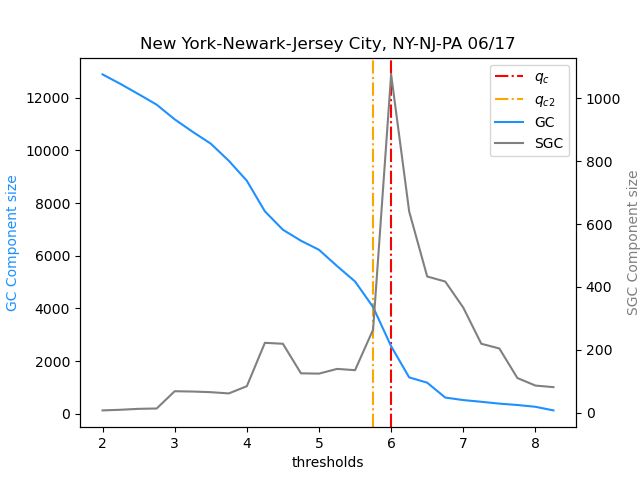 New York-Newark-Jersey City, NY-NJ-PA 06/17
GC Component size
12000
10000
8000
6000
4000
2000
0
q_c
q_c2
GC
SGC
1000
800
600
400
200
0
SGC Component size
2 3 4 5 6 7 8
thresholds